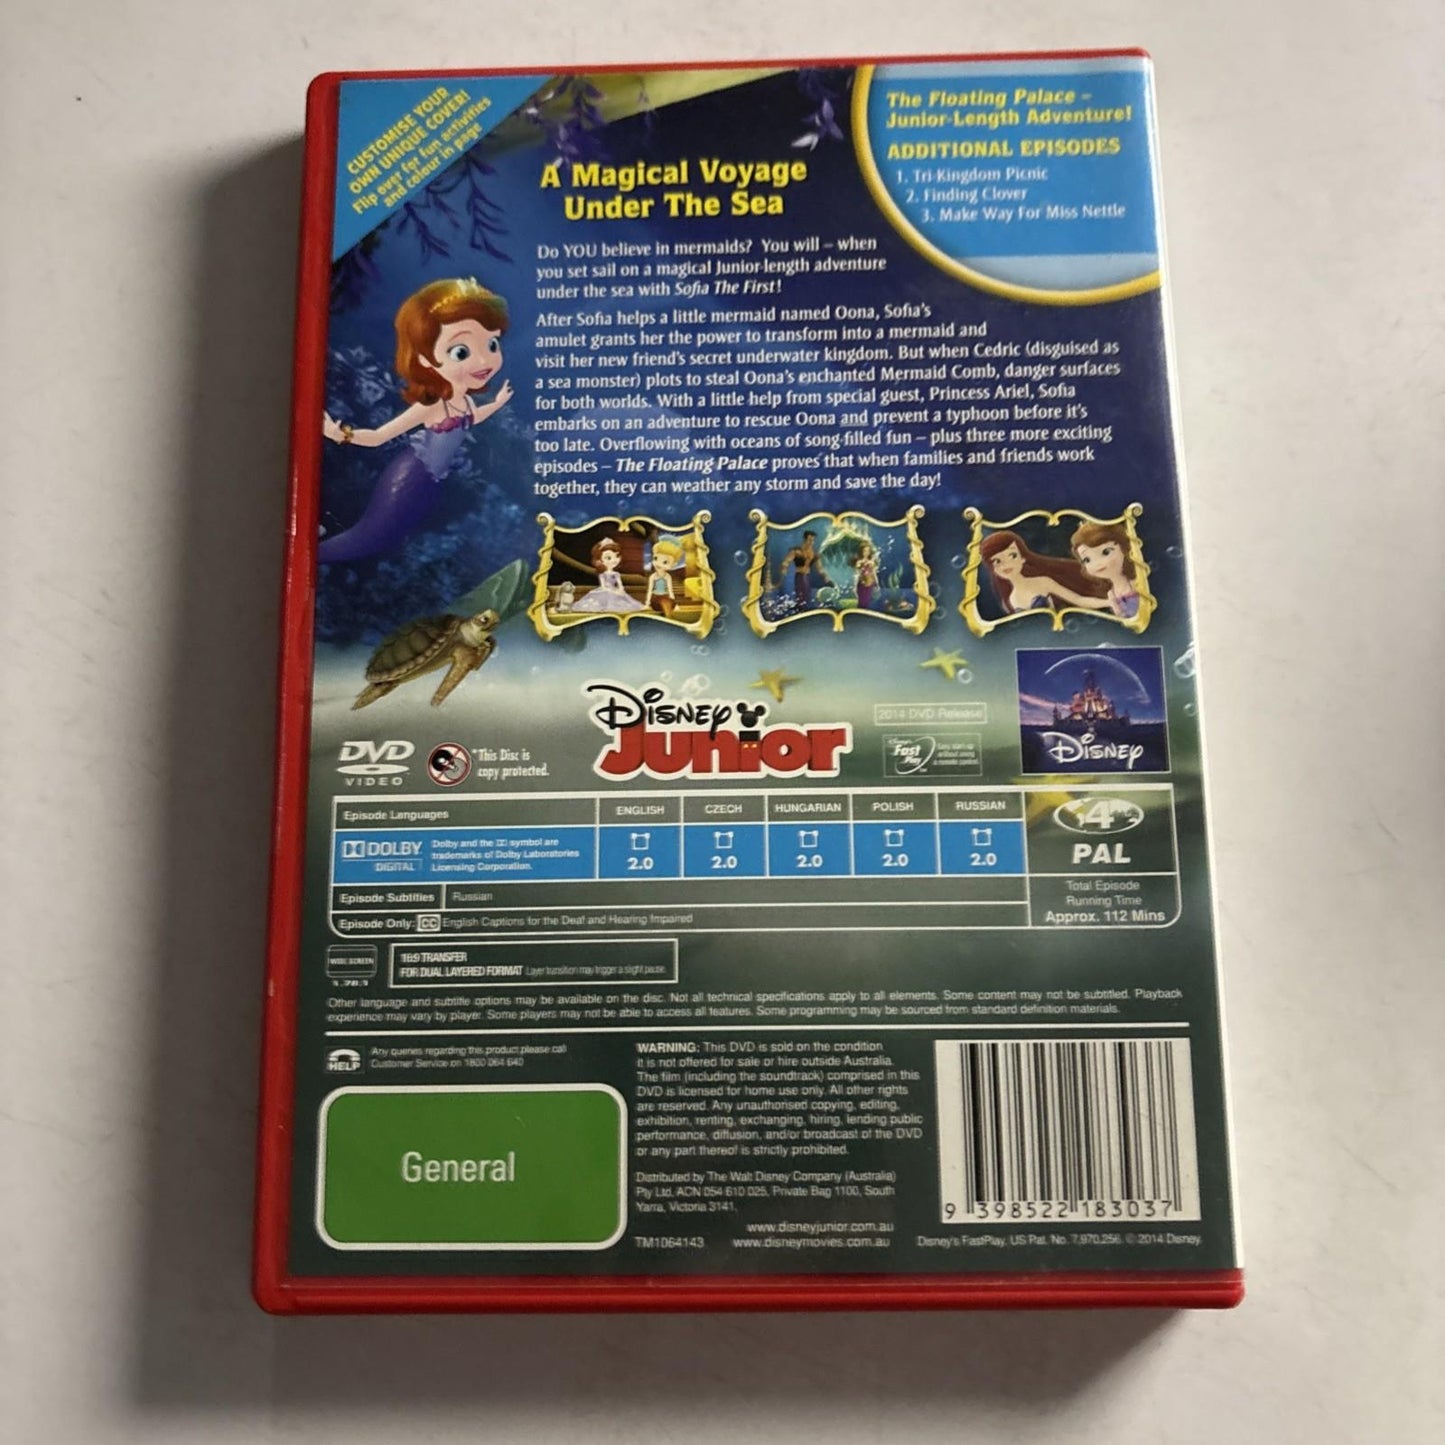 CUSTOMISE YOUR
OWN UNIQUE COVER!
Flip over for fun activities
and colour in page
The Floating Palace –
Junior-Length Adventure!
ADDITIONAL EPISODES
1. Tri-Kingdom Picnic
2. Finding Clover
3. Make Way For Miss Nettle
A Magical Voyage
Under The Sea
Do YOU believe in mermaids? You will – when
you set sail on a magical Junior-length adventure
under the sea with Sofia The First!
After Sofia helps a little mermaid named Oona, Sofia's
amulet grants her the power to transform into a mermaid and
visit her new friend's secret underwater kingdom. But when Cedric (disguised as
a sea monster) plots to steal Oona's enchanted Mermaid Comb, danger surfaces
for both worlds. With a little help from special guest, Princess Ariel, Sofia
embarks on an adventure to rescue Oona and prevent a typhoon before it's
too late. Overflowing with oceans of song-filled fun – plus three more exciting
episodes – The Floating Palace proves that when families and friends work
together, they can weather any storm and save the day!
DVD
VIDEO
*This Disc is
copy protected.
Disney
Junior
2014 DVD Release
Disney's
Fast
Play
Easy start-up
without using
a remote control.
Disney
Episode Languages
ENGLISH
CZECH
HUNGARIAN
POLISH
RUSSIAN
DOLBY
DIGITAL
Dolby and the DD symbol are
trademarks of Dolby Laboratories
Licensing Corporation.
2.0
2.0
2.0
2.0
2.0
4
PAL
Episode Subtitles
Russian
Episode Only: CC English Captions for the Deaf and Hearing Impaired
Total Episode
Running Time
Approx. 112 Mins
WIDE SCREEN
1.78:1
16:9 TRANSFER
FOR DUAL LAYERED FORMAT Layer transition may trigger a slight pause.
Other language and subtitle options may be available on the disc. Not all technical specifications apply to all elements. Some content may not be subtitled. Playback
experience may vary by player. Some players may not be able to access all features. Some programming may be sourced from standard definition materials.
HELP
Any queries regarding this product please call
Customer Service on 1800 064 640
WARNING: This DVD is sold on the condition
it is not offered for sale or hire outside Australia.
The film (including the soundtrack) comprised in this
DVD is licensed for home use only. All other rights
are reserved. Any unauthorised copying, editing,
exhibition, renting, exchanging, hiring, lending public
performance, diffusion, and/or broadcast of the DVD
or any part thereof is strictly prohibited.
Distributed by The Walt Disney Company (Australia)
Pty Ltd. ACN 054 610 025, Private Bag 1100, South
Yarra, Victoria 3141.
www.disneyjunior.com.au
TM1064143 www.disneymovies.com.au
General
9 398522 183037
Disney's FastPlay, US Pat. No. 7,970,256. © 2014 Disney.